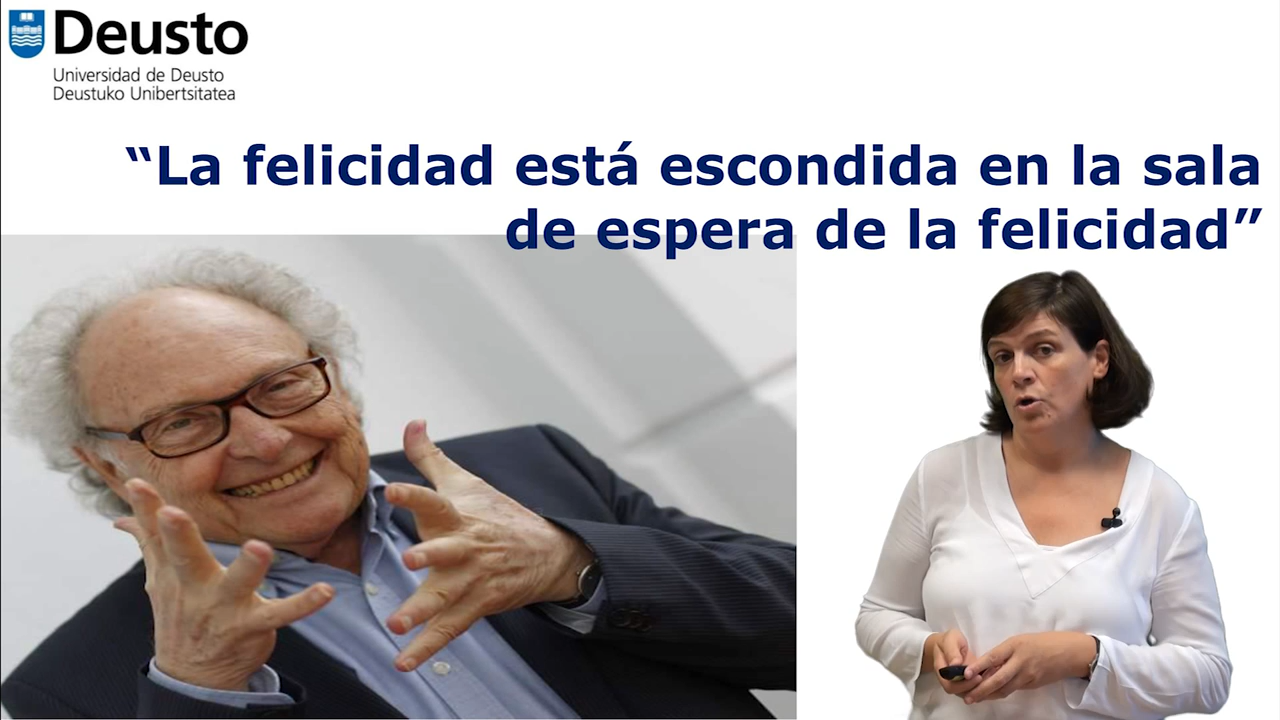 Deusto
Universidad de Deusto
Deustuko Unibertsitatea
“La felicidad está escondida en la sala
de espera de la felicidad”